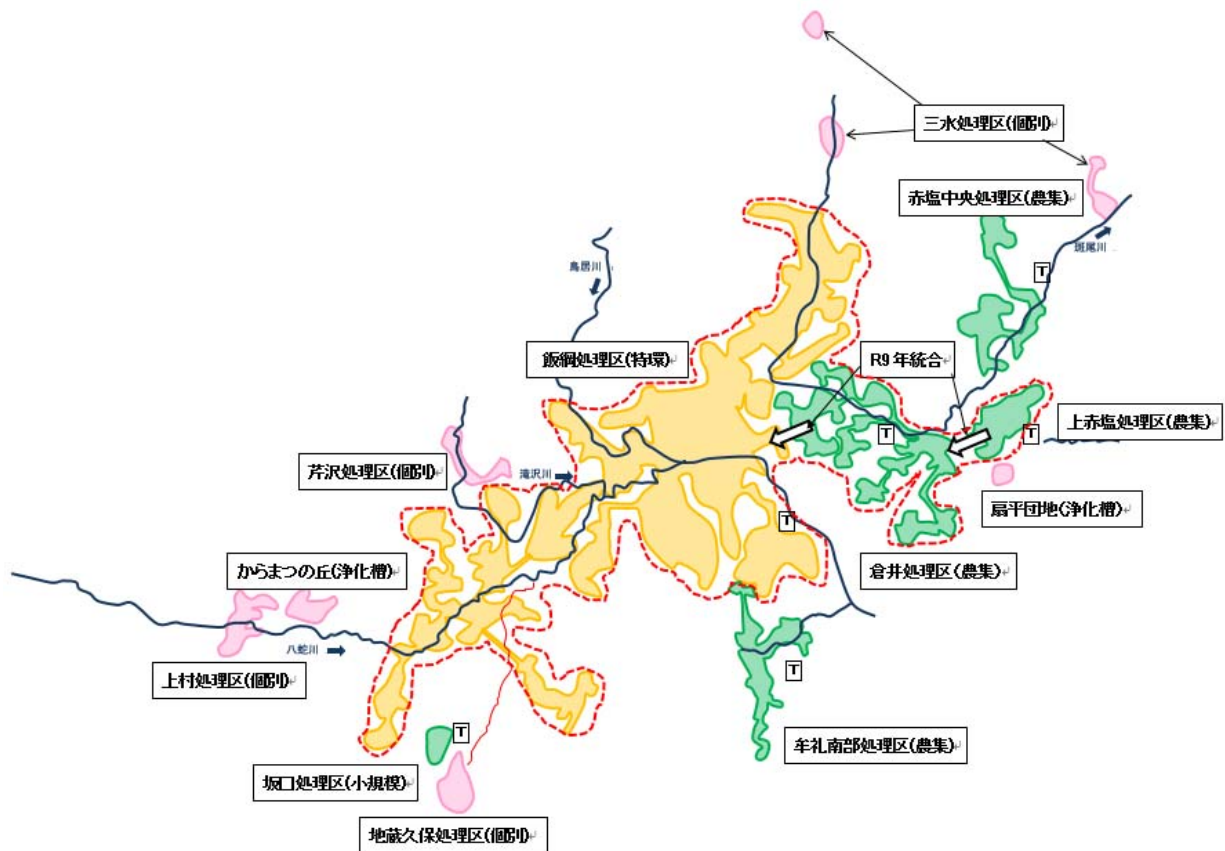 三水処理区(個別)
赤塩中央処理区(農集)
T
斑尾川
鳥居川
飯綱処理区(特環)
R9年統合
上赤塩処理区(農集)
T
T
芹沢処理区(個別)
滝沢川
扇平団地(浄化槽)
T
からまつの丘(浄化槽)
倉井処理区(農集)
八蛇川
上村処理区(個別)
T
牟礼南部処理区(農集)
T
坂口処理区(小規模)
地蔵久保処理区(個別)